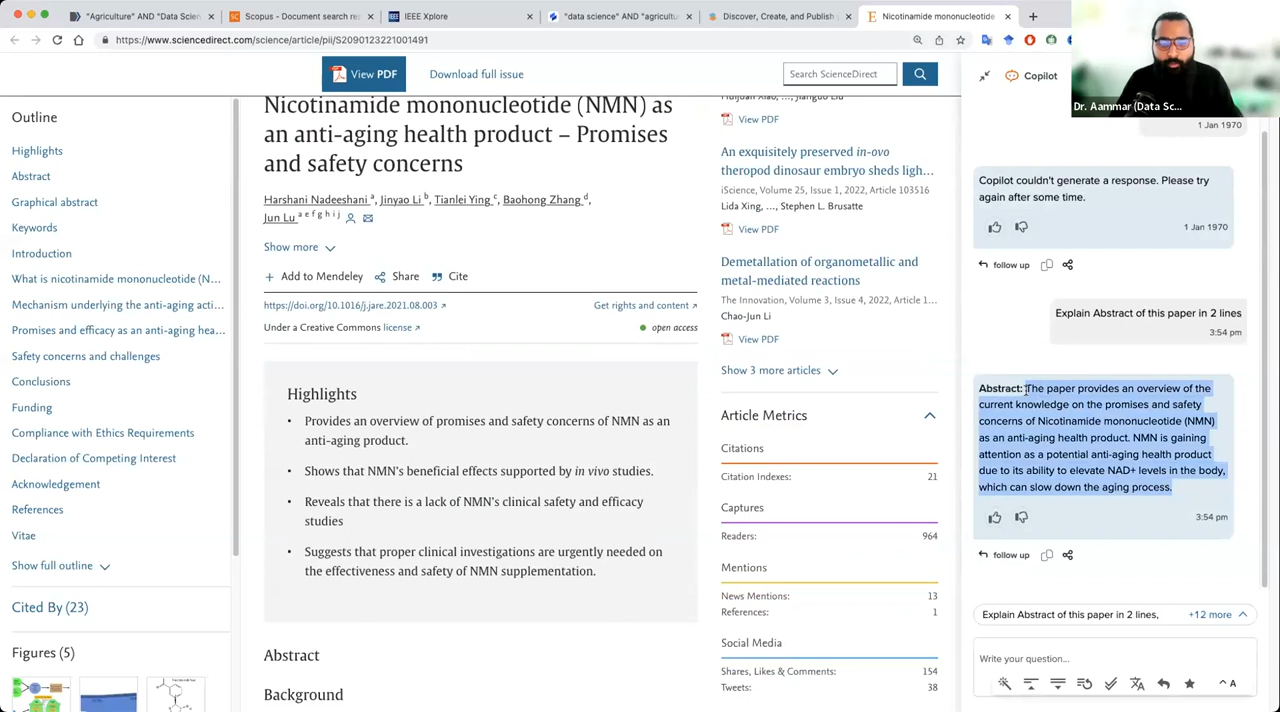 "Agriculture" AND "Data Scien
Scopus - Document search res
IEEE Xplore
"data science" AND "agricultu
Discover, Create, and Publish
Nicotinamide mononucleotide
https://www.sciencedirect.com/science/article/pii/S2090123221001491
View PDF
Download full issue
Search ScienceDirect
Copilot
Dr. Aammar (Data Sc...
Outline
Highlights
Abstract
Graphical abstract
Keywords
Introduction
What is nicotinamide mononucleotide (N...
Mechanism underlying the anti-aging acti...
Promises and efficacy as an anti-aging hea...
Safety concerns and challenges
Conclusions
Funding
Compliance with Ethics Requirements
Declaration of Competing Interest
Acknowledgement
References
Vitae
Show full outline
Cited By (23)
Figures (5)
Nicotinamide mononucleotide (NMN) as
an anti-aging health product – Promises
and safety concerns
Harshani Nadeeshani a, Jinyao Li b, Tianlei Ying c, Baohong Zhang d,
Jun Lu a e f g h i j
Show more
Add to Mendeley
Share
Cite
https://doi.org/10.1016/j.jare.2021.08.003
Get rights and content
Under a Creative Commons license
open access
Highlights
• Provides an overview of promises and safety concerns of NMN as an
anti-aging product.
• Shows that NMN's beneficial effects supported by in vivo studies.
• Reveals that there is a lack of NMN's clinical safety and efficacy
studies
• Suggests that proper clinical investigations are urgently needed on
the effectiveness and safety of NMN supplementation.
Abstract
Background
Huijuan Xiao, ..., Jianguo Liu
View PDF
An exquisitely preserved in-ovo
theropod dinosaur embryo sheds ligh...
iScience, Volume 25, Issue 1, 2022, Article 103516
Lida Xing, ..., Stephen L. Brusatte
View PDF
Demetallation of organometallic and
metal-mediated reactions
The Innovation, Volume 3, Issue 4, 2022, Article 1...
Chao-Jun Li
View PDF
Show 3 more articles
Article Metrics
Citations
Citation Indexes: 21
Captures
Readers: 964
Mentions
News Mentions: 13
References: 1
Social Media
Shares, Likes & Comments: 154
Tweets: 38
1 Jan 1970
Copilot couldn't generate a response. Please try
again after some time.
1 Jan 1970
follow up
Explain Abstract of this paper in 2 lines
3:54 pm
Abstract: The paper provides an overview of the
current knowledge on the promises and safety
concerns of Nicotinamide mononucleotide (NMN)
as an anti-aging health product. NMN is gaining
attention as a potential anti-aging health product
due to its ability to elevate NAD+ levels in the body,
which can slow down the aging process.
3:54 pm
follow up
Explain Abstract of this paper in 2 lines,
+12 more
Write your question...
A